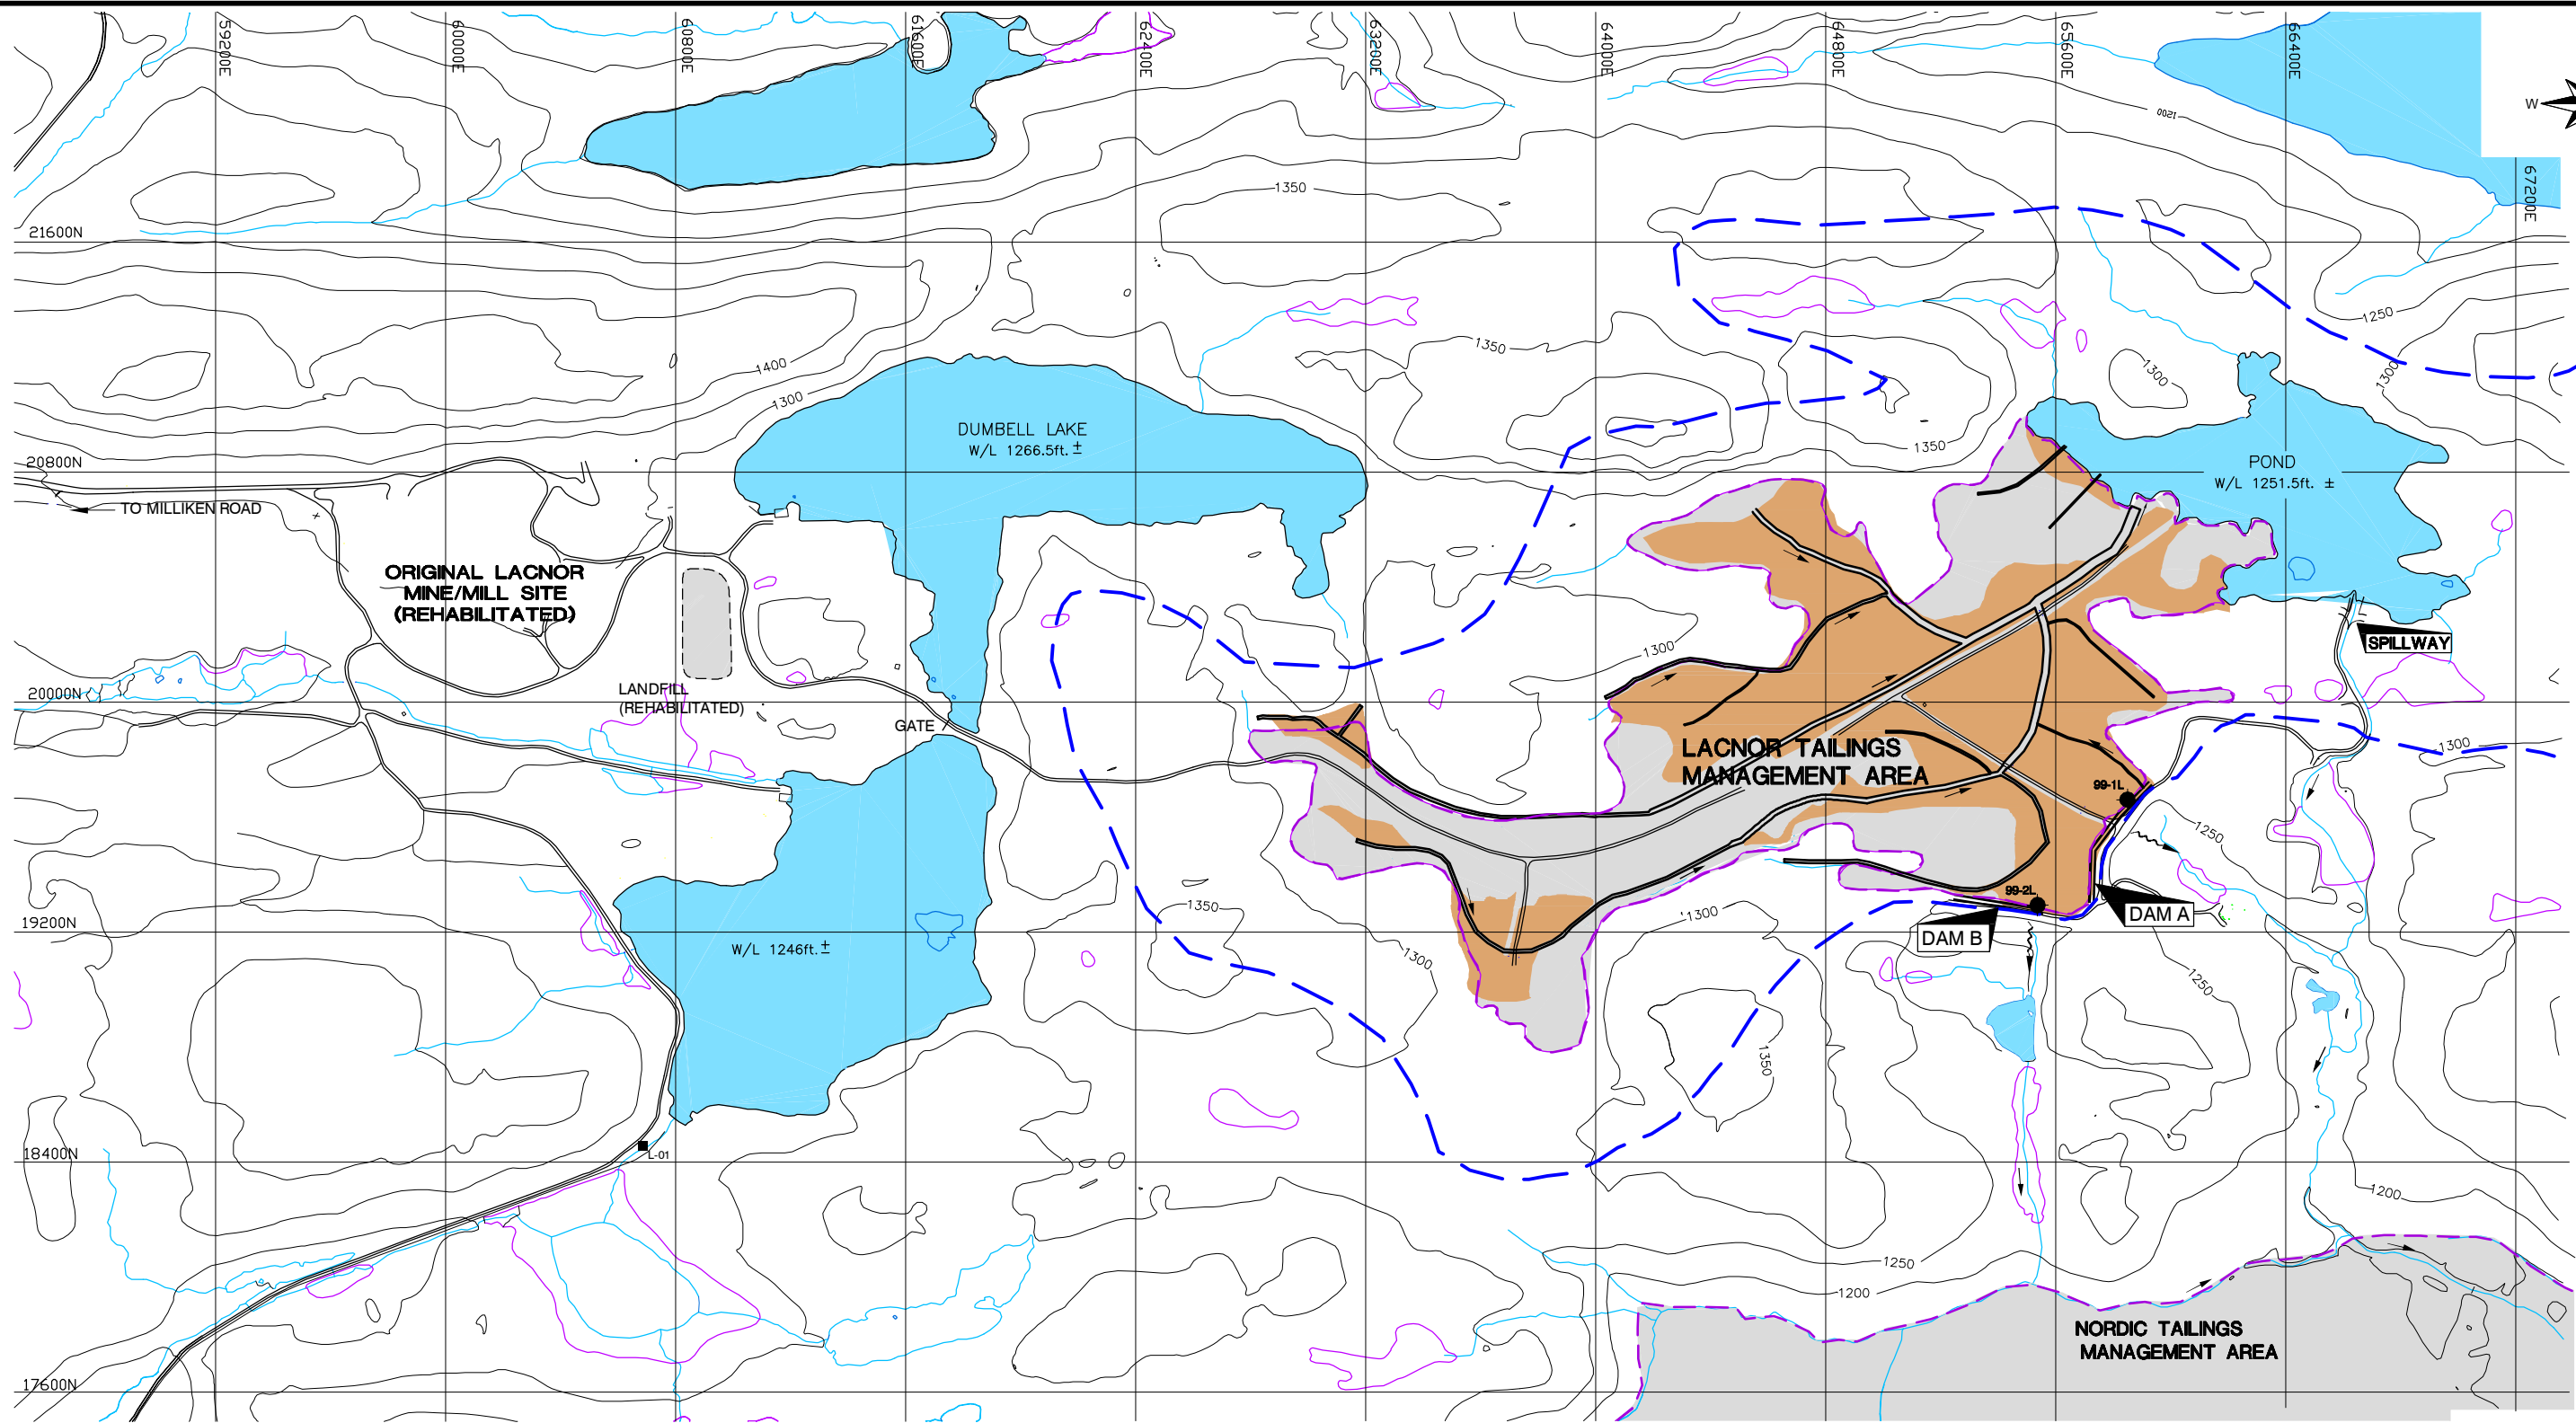 59200E
60000E
60800E
61600E
62400E
63200E
64000E
64800E
65600E
66400E
67200E
W
1200
1350
21600N
1250
1350
1300
1300
1400
1300
DUMBELL LAKE
W/L 1266.5ft. ±
1350
20800N
POND
W/L 1251.5ft. ±
TO MILLIKEN ROAD
ORIGINAL LACNOR
MINE/MILL SITE
(REHABILITATED)
SPILLWAY
1300
20000N
LANDFILL
(REHABILITATED)
GATE
LACNOR TAILINGS
MANAGEMENT AREA
1300
99-1L
1250
99-2L
1350
1300
DAM A
19200N
DAM B
W/L 1246ft.±
1300
1250
1350
18400N
L-01
1200
1250
1200
NORDIC TAILINGS
MANAGEMENT AREA
17600N